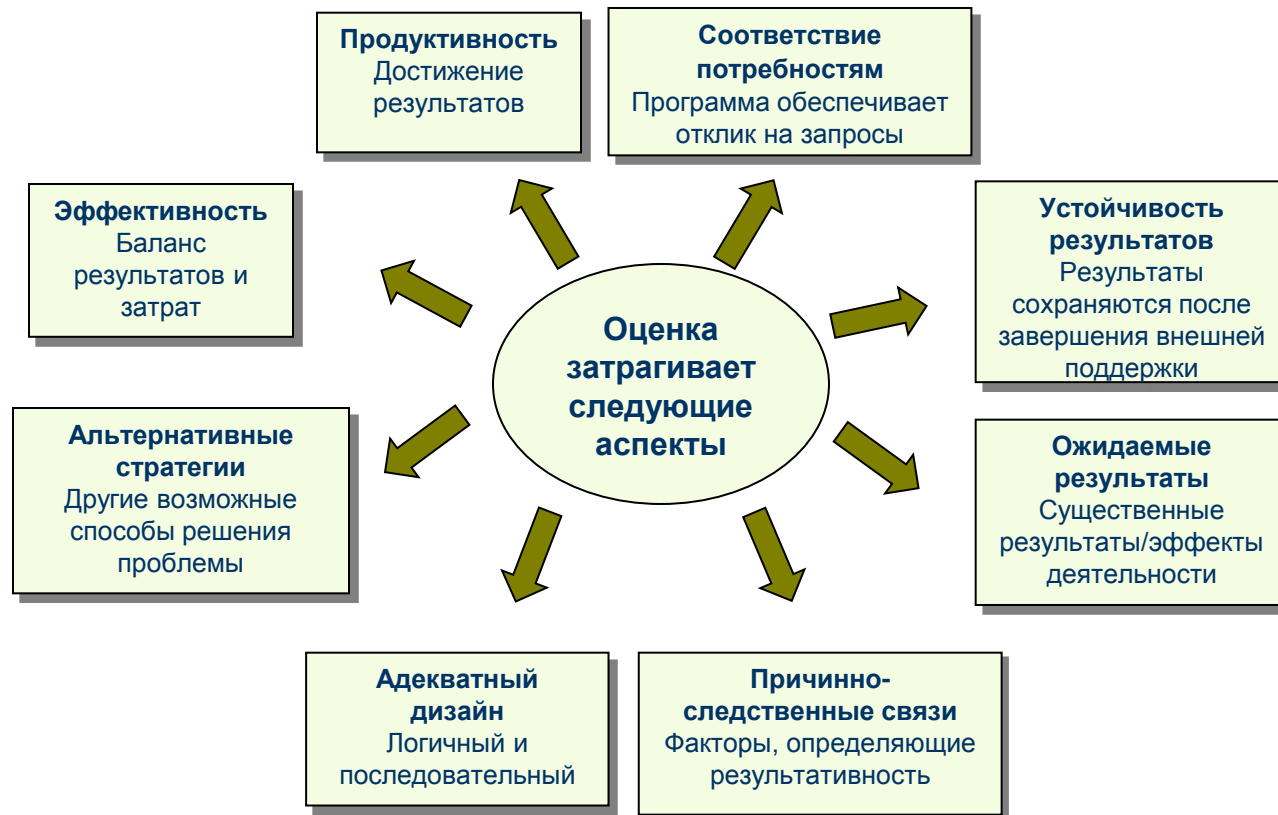 Продуктивность
Достижение
результатов
Соответствие
потребностям
Программа обеспечивает
отклик на запросы
Эффективность
Баланс
результатов и
затрат
Устойчивость
результатов
Результаты
сохраняются после
завершения внешней
поддержки
Оценка
затрагивает
следующие
аспекты
Альтернативные
стратегии
Другие возможные
способы решения
проблемы
Ожидаемые
результаты
Существенные
результаты/эффекты
деятельности
Адекватный
дизайн
Логичный и
последовательный
Причинно-
следственные связи
Факторы, определяющие
результативность